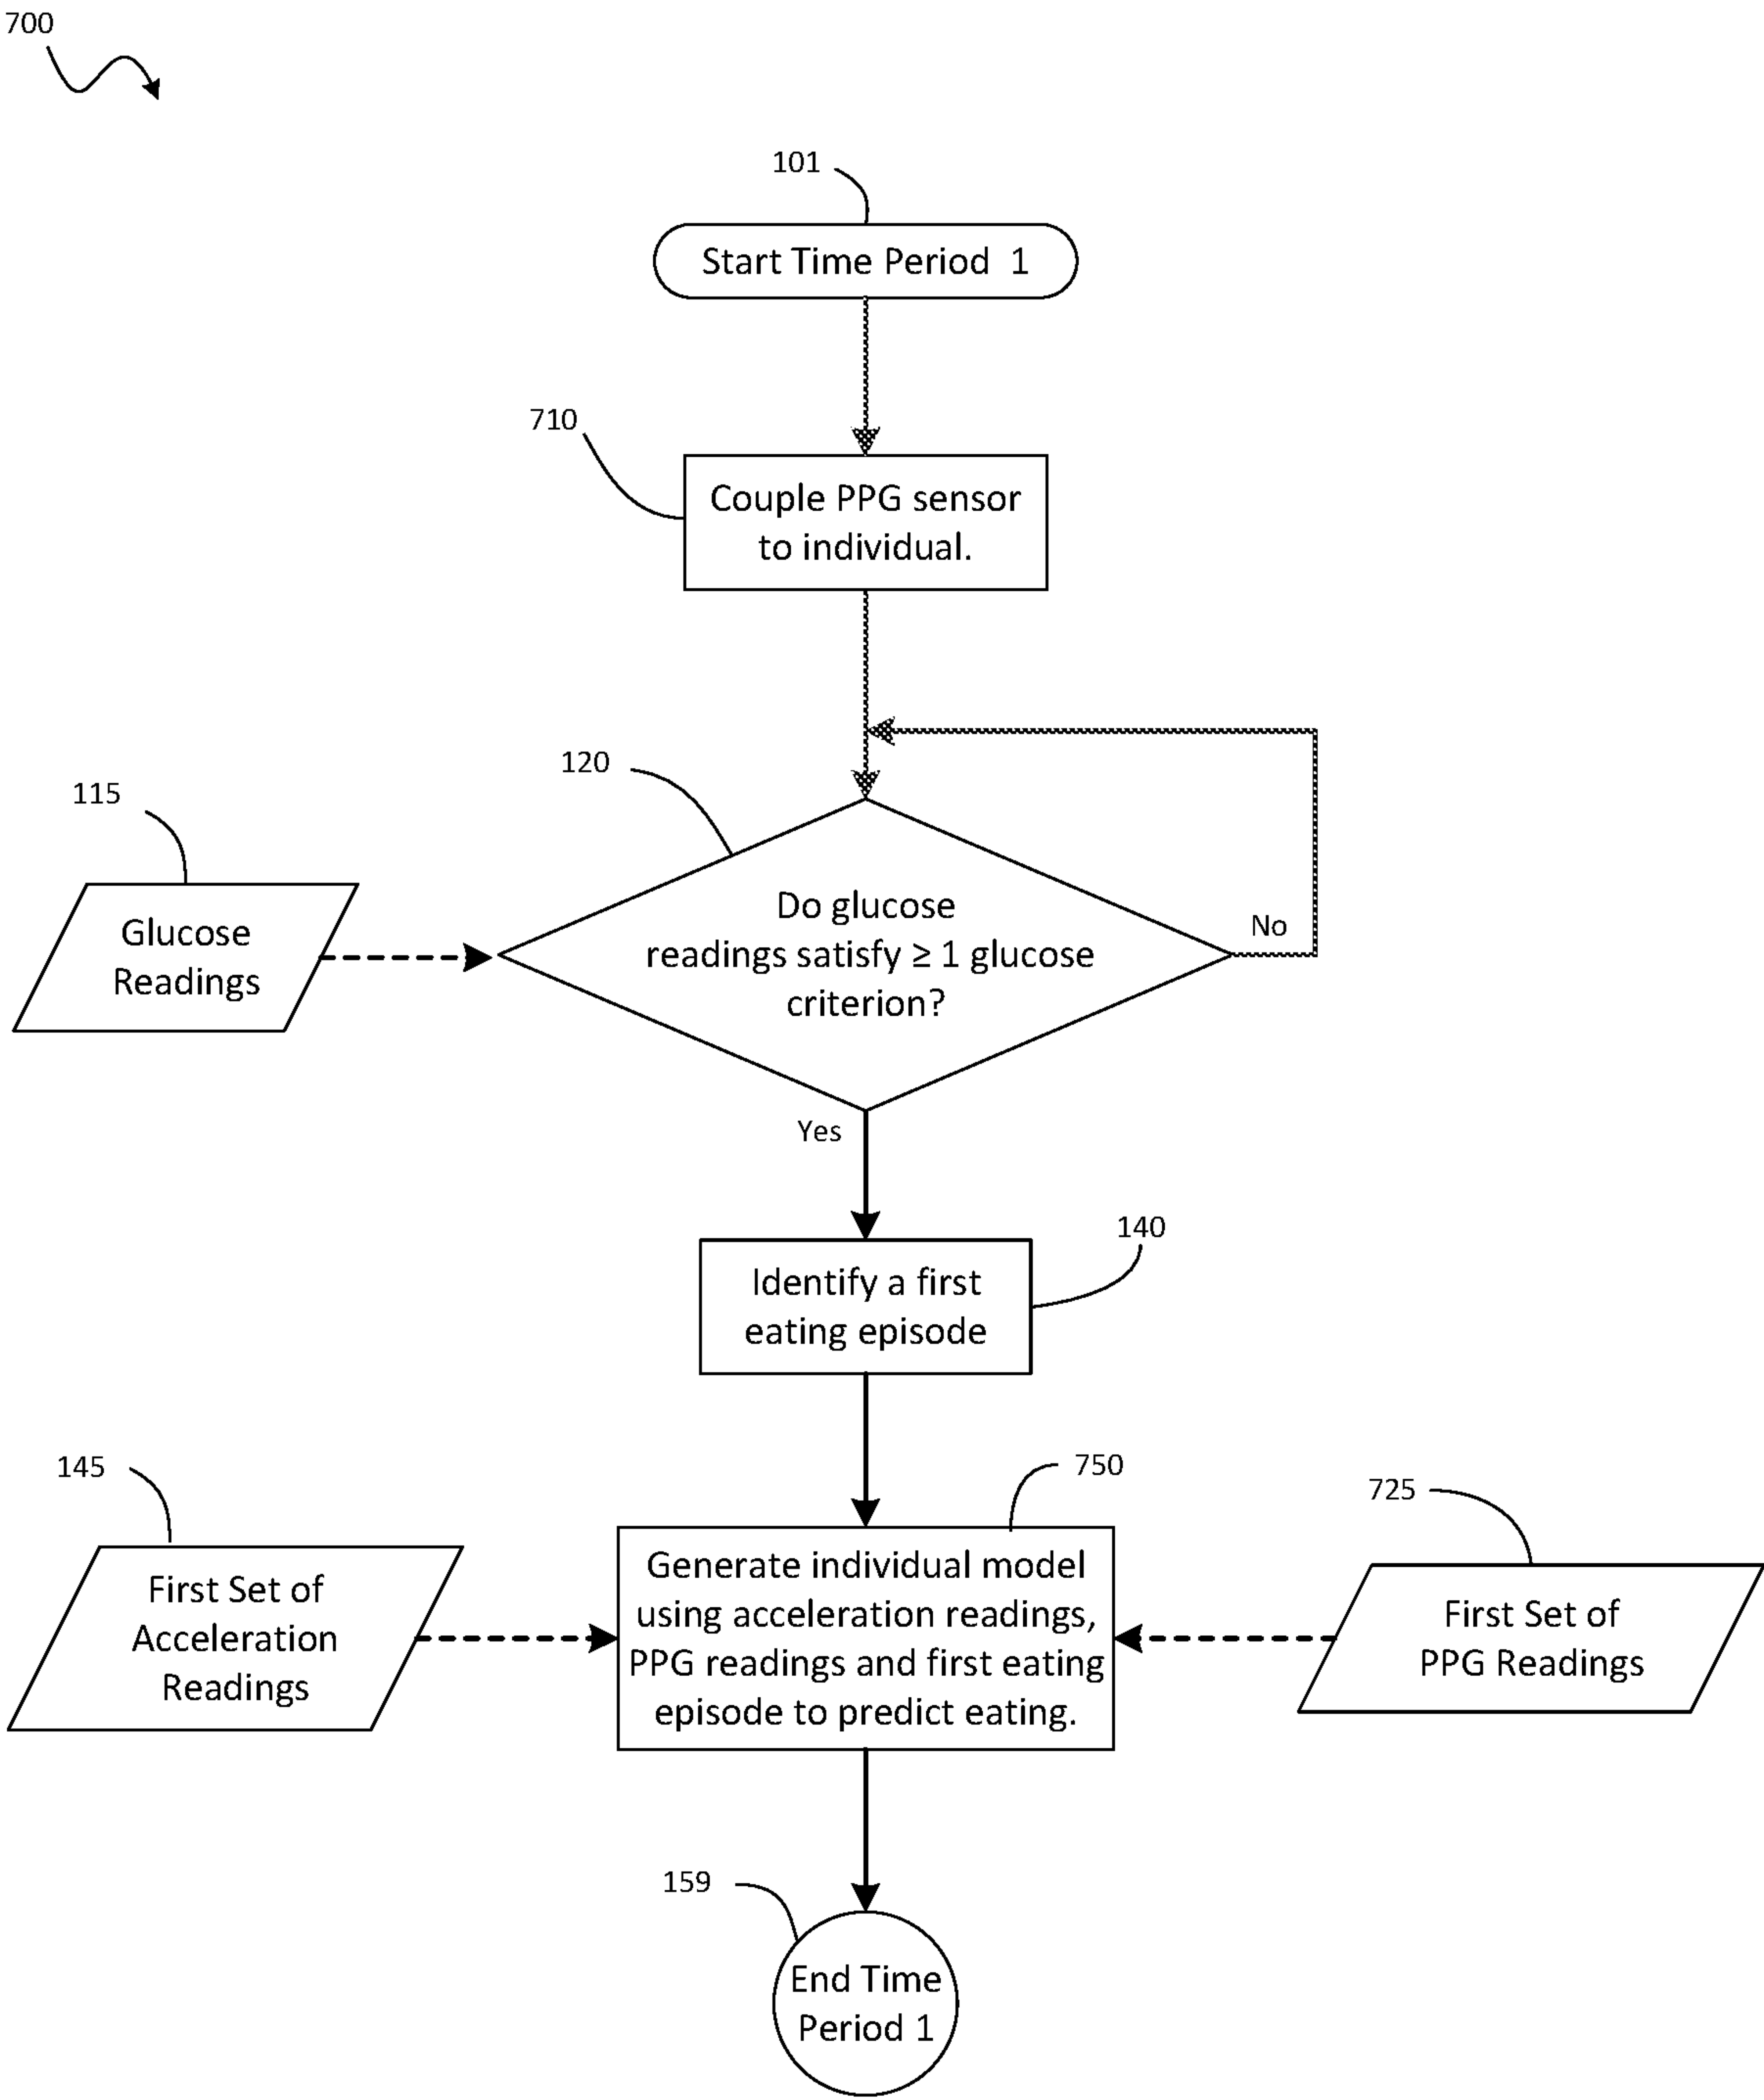 700
101
Start Time Period 1
710
Couple PPG sensor
to individual.
120
115
Glucose
Readings
Do glucose
readings satisfy ≥ 1 glucose
criterion?
No
Yes
140
Identify a first
eating episode
145
750
725
First Set of
Acceleration
Readings
Generate individual model
using acceleration readings,
PPG readings and first eating
episode to predict eating.
First Set of
PPG Readings
159
End Time
Period 1